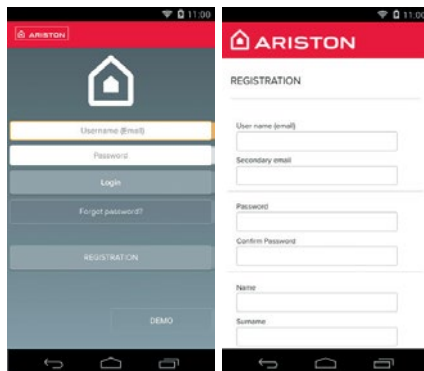 11:00
ARISTON
Username (Email)
Password
Login
Forgot password?
REGISTRATION
DEMO
11:00
ARISTON
REGISTRATION
User name (email)
Secondary email
Password
Confirm Password
Name
Surname